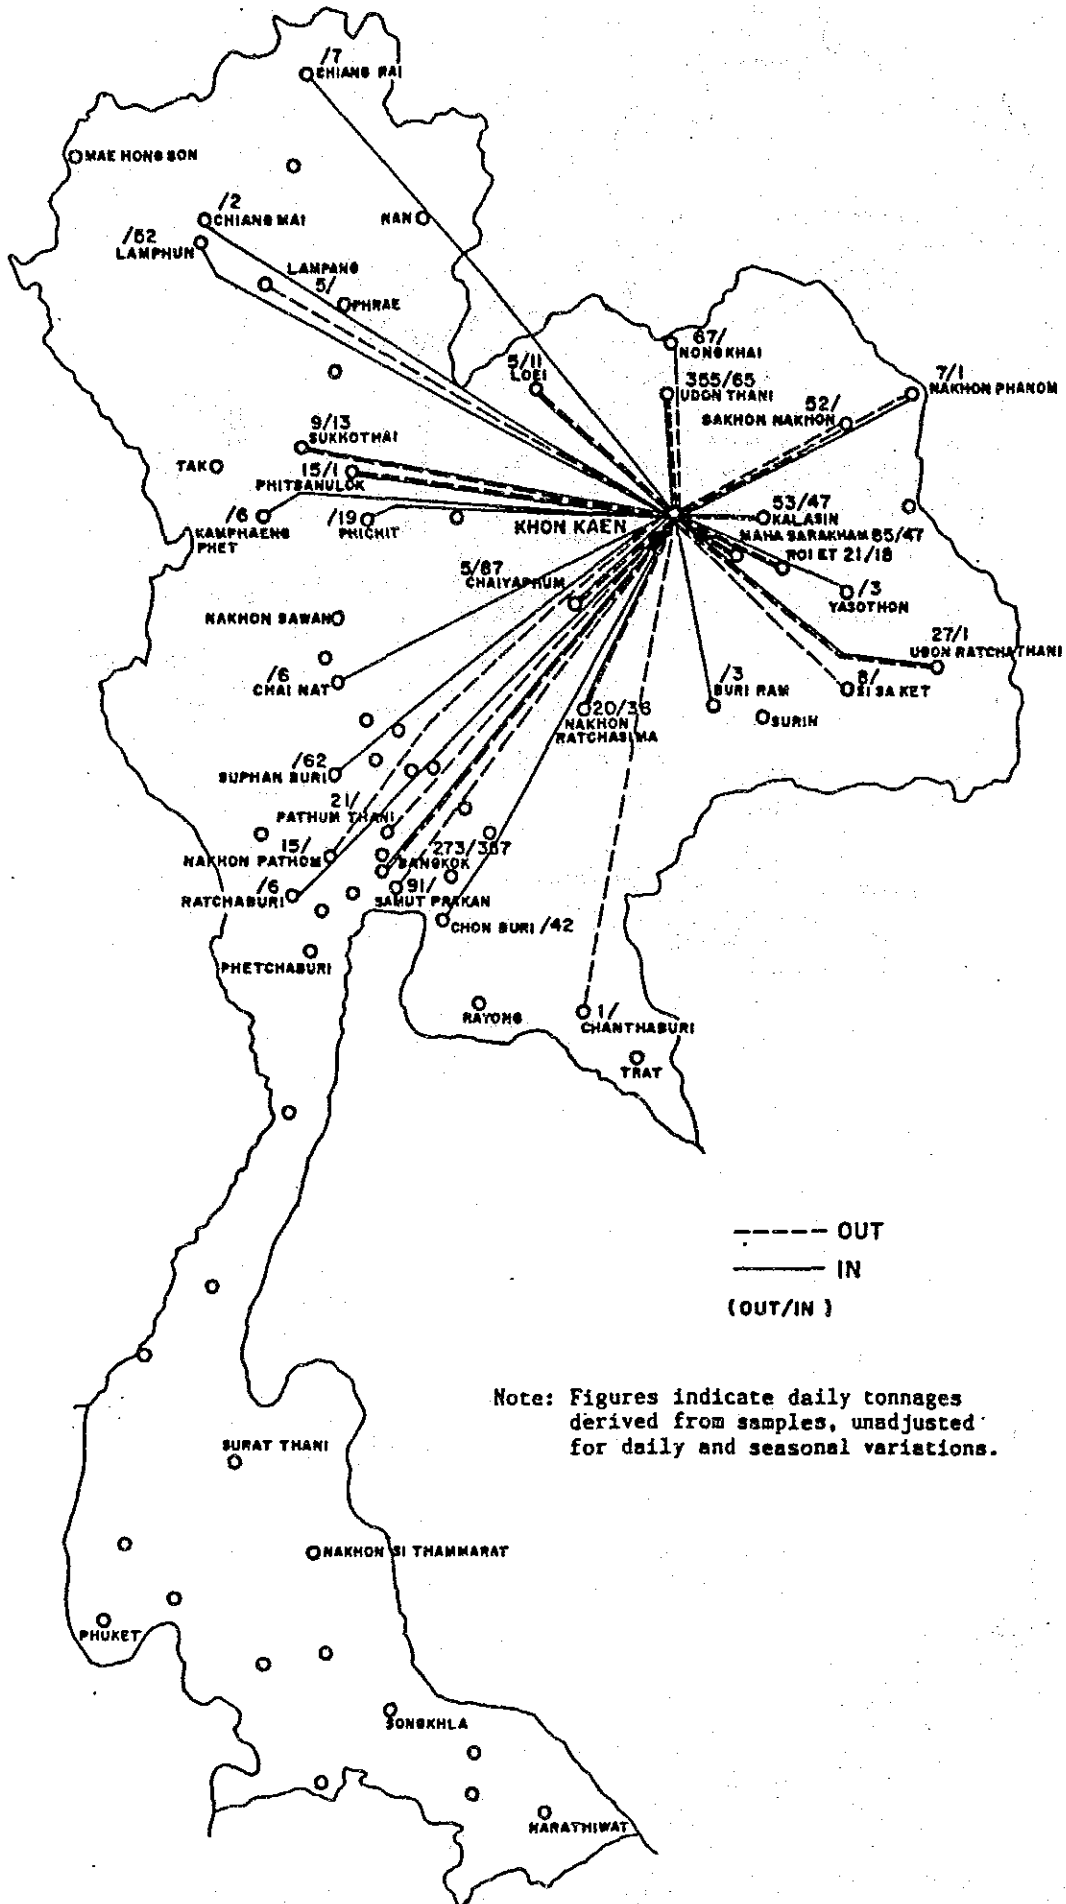 /7
CHIANG RAI
MAE HONG SON
/2
CHIANG MAI
NAN
/52
LAMPHUN
LAMPANG
5/
PHRAE
67/
NONGKHAI
5/11
LOEI
355/65
UDON THANI
7/1
NAKHON PHANOM
52/
SAKHON NAKHON
9/13
SUKHOTHAI
TAK
15/1
PHITSANULOK
/6
KAMPHAENG
PHET
/19
PHICHIT
KHON KAEN
53/47
KALASIN
MAHA SARAKHAM 85/47
ROI ET 21/18
5/87
CHAIYAPHUM
/3
YASOTHON
NAKHON SAWAN
27/1
UBON RATCHATHANI
/6
CHAI NAT
8/
SI SA KET
/3
BURI RAM
SURIN
20/36
NAKHON
RATCHASIMA
/62
SUPHAN BURI
21/
PATHUM THANI
15/
NAKHON PATHOM
273/387
BANGKOK
/6
RATCHABURI
91/
SAMUT PRAKAN
CHON BURI /42
PHETCHABURI
RAYONG
1/
CHANTHABURI
TRAT
OUT
IN
(OUT/IN )
Note: Figures indicate daily tonnages
derived from samples, unadjusted
for daily and seasonal variations.
SURAT THANI
NAKHON SI THAMMARAT
PHUKET
SONGKHLA
NARATHIWAT